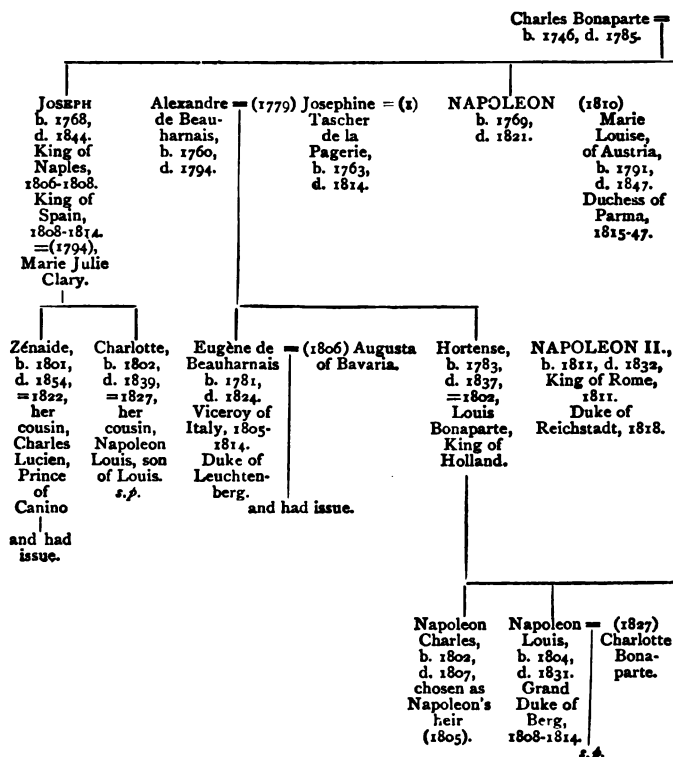 Charles Bonaparte =
b. 1746, d. 1785.
JOSEPH
b. 1768,
d. 1844.
King of
Naples,
1806-1808.
King of
Spain,
1808-1814.
=(1794),
Marie Julie
Clary.
Alexandre = (1779) Josephine = (1)
de Beau-
harnais,
b. 1760,
d. 1794.
Tascher
de la
Pagerie,
b. 1763,
d. 1814.
NAPOLEON
b. 1769,
d. 1821.
(1810)
Marie
Louise,
of Austria,
b. 1791,
d. 1847.
Duchess of
Parma,
1815-47.
Zénaide,
b. 1801,
d. 1854,
=1822,
her
cousin,
Charles
Lucien,
Prince
of
Canino
and had
issue.
Charlotte,
b. 1802,
d. 1839,
=1827,
her
cousin,
Napoleon
Louis, son
of Louis.
s.p.
Eugène de = (1806) Augusta
Beauharnais
b. 1781,
d. 1824.
Viceroy of
Italy, 1805-
1814.
Duke of
Leuchten-
berg.
of Bavaria.
and had issue.
Hortense,
b. 1783,
d. 1837,
=1802,
Louis
Bonaparte,
King of
Holland.
NAPOLEON II.,
b. 1811, d. 1832,
King of Rome,
1811.
Duke of
Reichstadt, 1818.
Napoleon
Charles,
b. 1802,
d. 1807,
chosen as
Napoleon's
heir
(1805).
Napoleon = (1827)
Louis,
b. 1804,
d. 1831.
Grand
Duke of
Berg,
1808-1814.
Charlotte
Bona-
parte.
s.p.